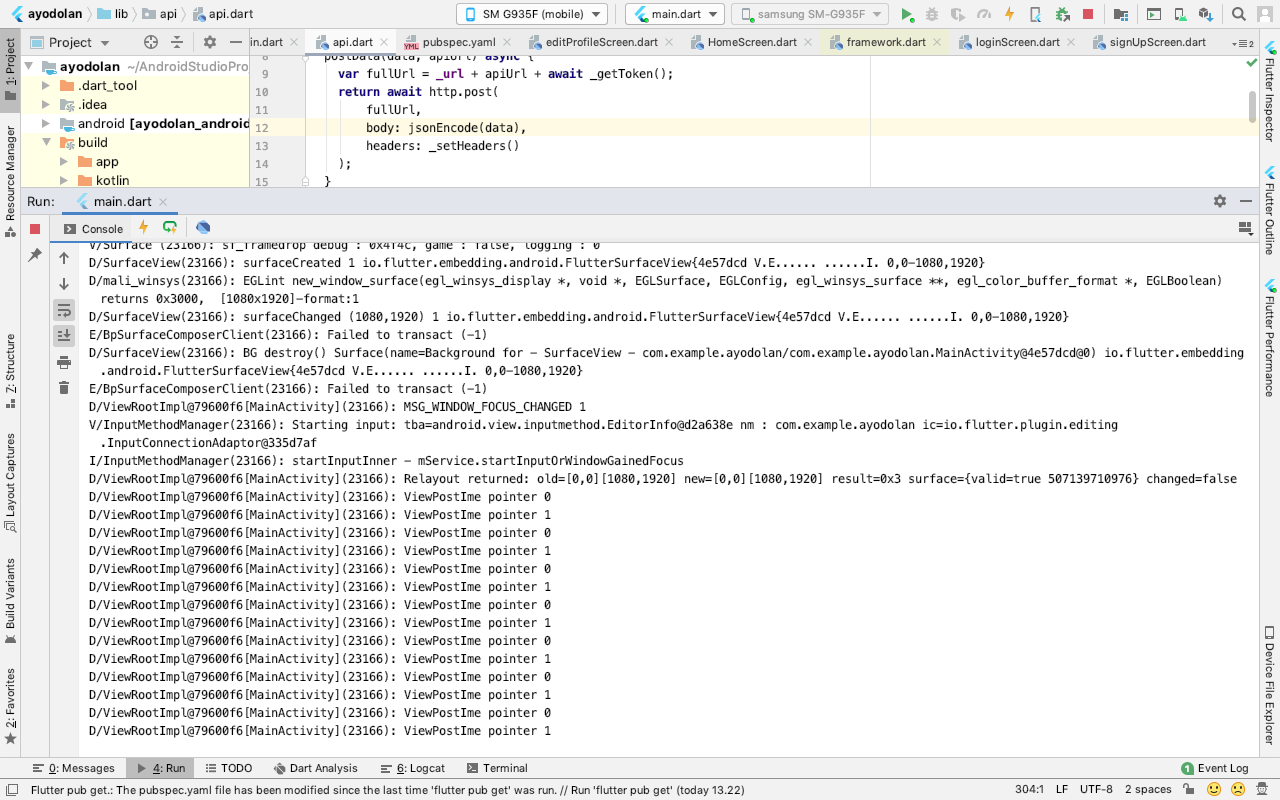 ayodolan
lib
api
api.dart
SM G935F (mobile)
main.dart
samsung SM-G935F
Project
in.dart
api.dart
pubspec.yaml
editProfileScreen.dart
HomeScreen.dart
framework.dart
loginScreen.dart
signUpScreen.dart
1: Project
Resource Manager
Z: Structure
Layout Captures
Build Variants
2: Favorites
ayodolan ~/AndroidStudioPro
.dart_tool
.idea
android [ayodolan_android
build
app
kotlin
8 postData(data, apiUrl) async {
9 var fullUrl = _url + apiUrl + await _getToken();
10 return await http.post(
11 fullUrl,
12 body: jsonEncode(data),
13 headers: _setHeaders()
14 );
15 }
Flutter Inspector
Flutter Outline
Flutter Performance
Device File Explorer
Run: main.dart
Console
V/Surface (23166): sf_framedrop debug : 0x4f4c, game : false, logging : 0
D/SurfaceView(23166): surfaceCreated 1 io.flutter.embedding.android.FlutterSurfaceView{4e57dcd V.E...... ......I. 0,0-1080,1920}
D/mali_winsys(23166): EGLint new_window_surface(egl_winsys_display *, void *, EGLSurface, EGLConfig, egl_winsys_surface **, egl_color_buffer_format *, EGLBoolean)
returns 0x3000,  [1080x1920]-format:1
D/SurfaceView(23166): surfaceChanged (1080,1920) 1 io.flutter.embedding.android.FlutterSurfaceView{4e57dcd V.E...... ......I. 0,0-1080,1920}
E/BpSurfaceComposerClient(23166): Failed to transact (-1)
D/SurfaceView(23166): BG destroy() Surface(name=Background for - SurfaceView - com.example.ayodolan/com.example.ayodolan.MainActivity@4e57dcd@0) io.flutter.embedding
.android.FlutterSurfaceView{4e57dcd V.E...... ......I. 0,0-1080,1920}
E/BpSurfaceComposerClient(23166): Failed to transact (-1)
D/ViewRootImpl@79600f6[MainActivity](23166): MSG_WINDOW_FOCUS_CHANGED 1
V/InputMethodManager(23166): Starting input: tba=android.view.inputmethod.EditorInfo@d2a638e nm : com.example.ayodolan ic=io.flutter.plugin.editing
.InputConnectionAdaptor@335d7af
I/InputMethodManager(23166): startInputInner - mService.startInputOrWindowGainedFocus
D/ViewRootImpl@79600f6[MainActivity](23166): Relayout returned: old=[0,0][1080,1920] new=[0,0][1080,1920] result=0x3 surface={valid=true 507139710976} changed=false
D/ViewRootImpl@79600f6[MainActivity](23166): ViewPostIme pointer 0
D/ViewRootImpl@79600f6[MainActivity](23166): ViewPostIme pointer 1
D/ViewRootImpl@79600f6[MainActivity](23166): ViewPostIme pointer 0
D/ViewRootImpl@79600f6[MainActivity](23166): ViewPostIme pointer 1
D/ViewRootImpl@79600f6[MainActivity](23166): ViewPostIme pointer 0
D/ViewRootImpl@79600f6[MainActivity](23166): ViewPostIme pointer 1
D/ViewRootImpl@79600f6[MainActivity](23166): ViewPostIme pointer 0
D/ViewRootImpl@79600f6[MainActivity](23166): ViewPostIme pointer 1
D/ViewRootImpl@79600f6[MainActivity](23166): ViewPostIme pointer 0
D/ViewRootImpl@79600f6[MainActivity](23166): ViewPostIme pointer 1
D/ViewRootImpl@79600f6[MainActivity](23166): ViewPostIme pointer 0
D/ViewRootImpl@79600f6[MainActivity](23166): ViewPostIme pointer 1
D/ViewRootImpl@79600f6[MainActivity](23166): ViewPostIme pointer 0
D/ViewRootImpl@79600f6[MainActivity](23166): ViewPostIme pointer 1
0: Messages
4: Run
TODO
Dart Analysis
6: Logcat
Terminal
1 Event Log
Flutter pub get.: The pubspec.yaml file has been modified since the last time 'flutter pub get' was run. // Run 'flutter pub get' (today 13.22)
304:1 LF UTF-8 2 spaces